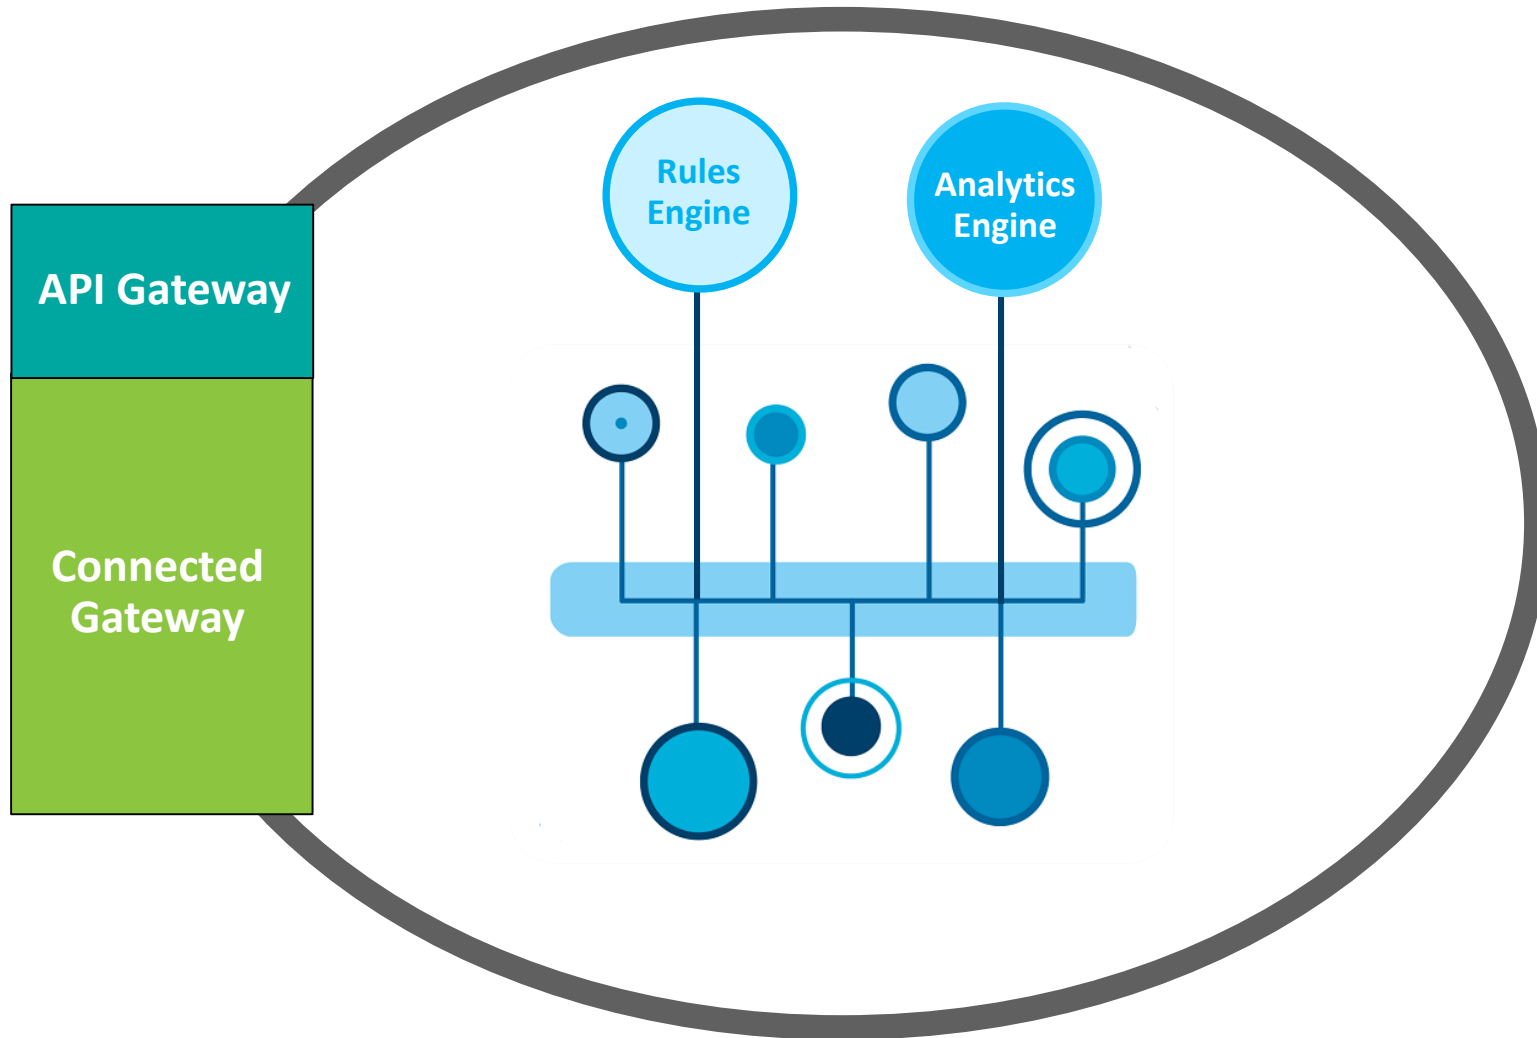 Rules
Engine
Analytics
Engine
API Gateway
Connected
Gateway